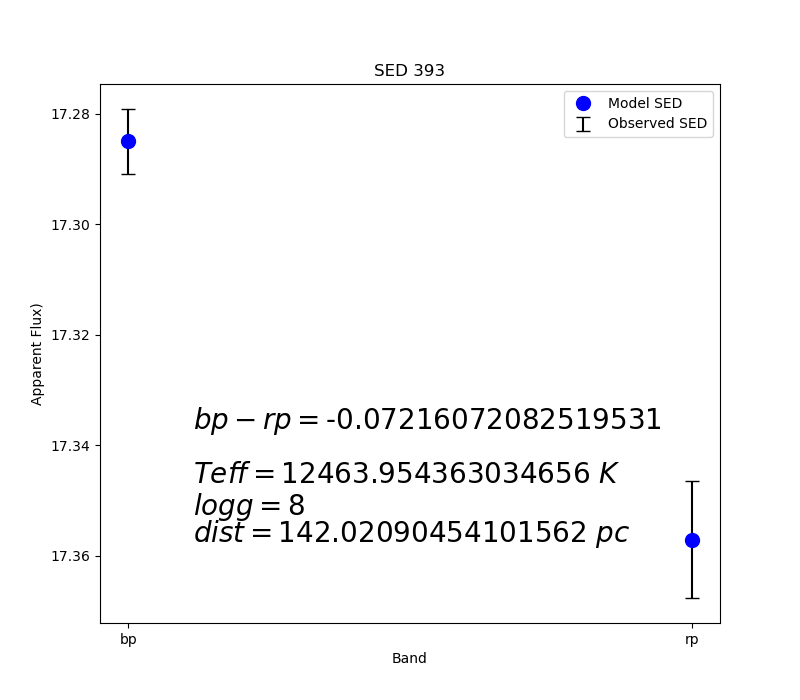 SED 393
Model SED
Observed SED
17.28
17.30
17.32
17.34
17.36
Apparent Flux)
bp − rp = -0.07216072082519531
Teff = 12463.954363034656 K
logg = 8
dist = 142.02090454101562 pc
bp
rp
Band